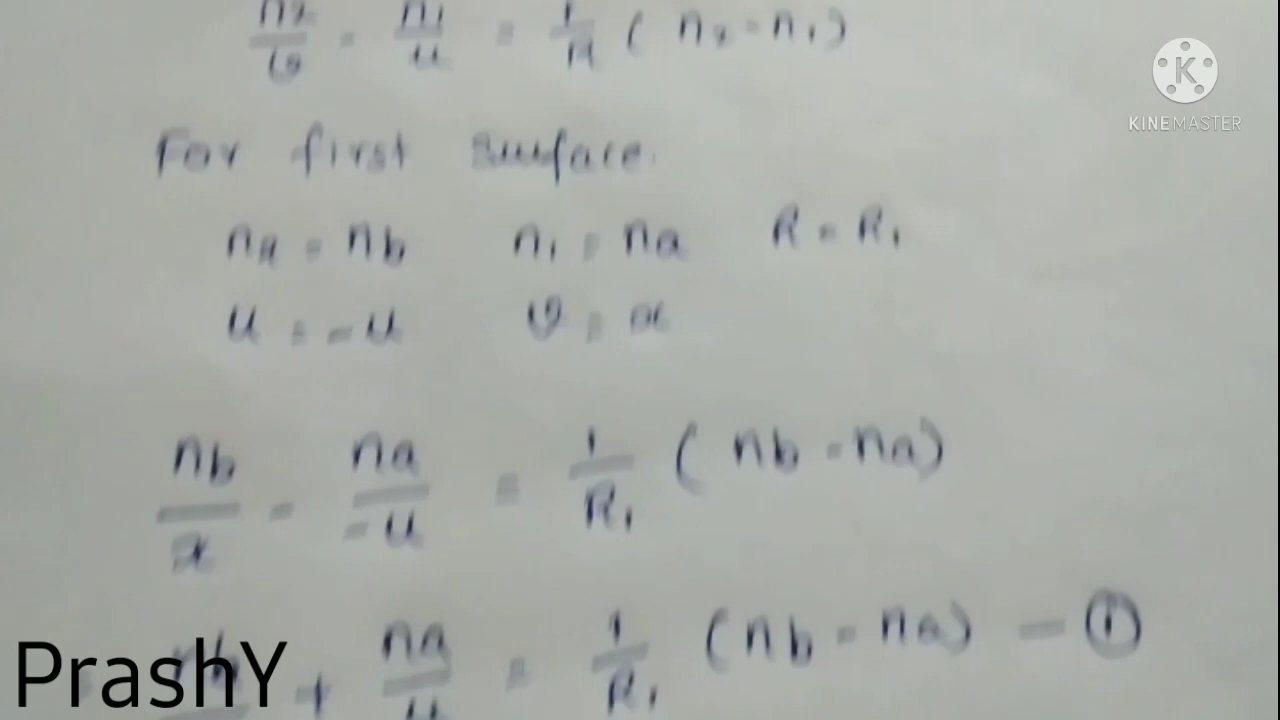 n2/v - n1/u = 1/R (n2 - n1)
For first surface.
n2 = nb n1 = na R = R1
u = -u v = x
nb/x - na/-u = 1/R1 (nb - na)
nb/x + na/u = 1/R1 (nb - na) — ①
KINEMASTER
PrashY